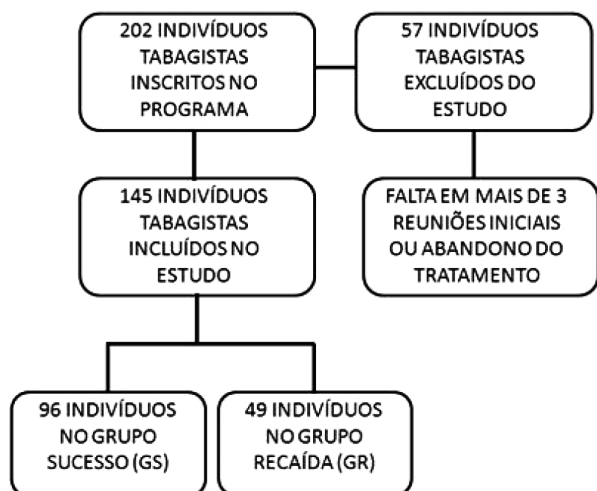 202 INDIVÍDUOS
TABAGISTAS
INSCRITOS NO
PROGRAMA
57 INDIVÍDUOS
TABAGISTAS
EXCLUÍDOS DO
ESTUDO
145 INDIVÍDUOS
TABAGISTAS
INCLUÍDOS NO
ESTUDO
FALTA EM MAIS DE 3
REUNIÕES INICIAIS
OU ABANDONO DO
TRATAMENTO
96 INDIVÍDUOS
NO GRUPO
SUCESSO (GS)
49 INDIVÍDUOS
NO GRUPO
RECAÍDA (GR)